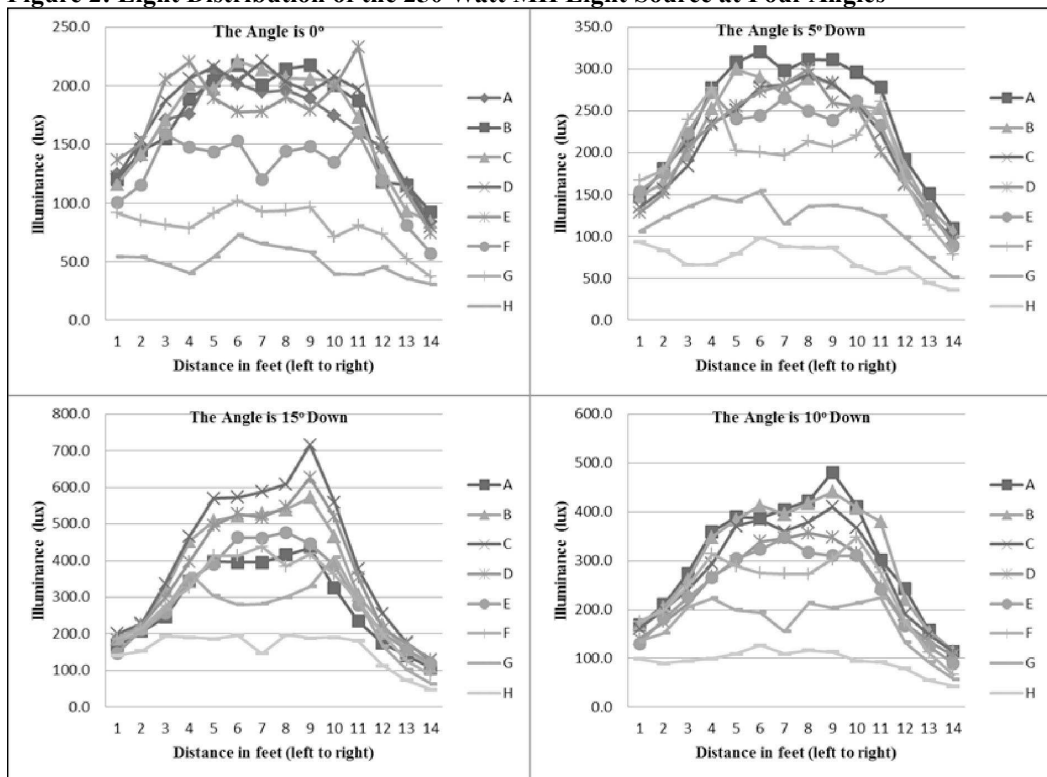 Figure 2: Light Distribution of the 250-Watt MH Light Source at Four Angles
The Angle is 0°
Illuminance (lux)
250.0
200.0
150.0
100.0
50.0
0.0
1 2 3 4 5 6 7 8 9 10 11 12 13 14
Distance in feet (left to right)
A
B
C
D
E
F
G
H
The Angle is 5° Down
Illuminance (lux)
350.0
300.0
250.0
200.0
150.0
100.0
50.0
0.0
1 2 3 4 5 6 7 8 9 10 11 12 13 14
Distance in feet (left to right)
A
B
C
D
E
F
G
H
The Angle is 15° Down
Illuminance (lux)
800.0
700.0
600.0
500.0
400.0
300.0
200.0
100.0
0.0
1 2 3 4 5 6 7 8 9 10 11 12 13 14
Distance in feet (left to right)
A
B
C
D
E
F
G
H
The Angle is 10° Down
Illuminance (lux)
600.0
500.0
400.0
300.0
200.0
100.0
0.0
1 2 3 4 5 6 7 8 9 10 11 12 13 14
Distance in feet (left to right)
A
B
C
D
E
F
G
H